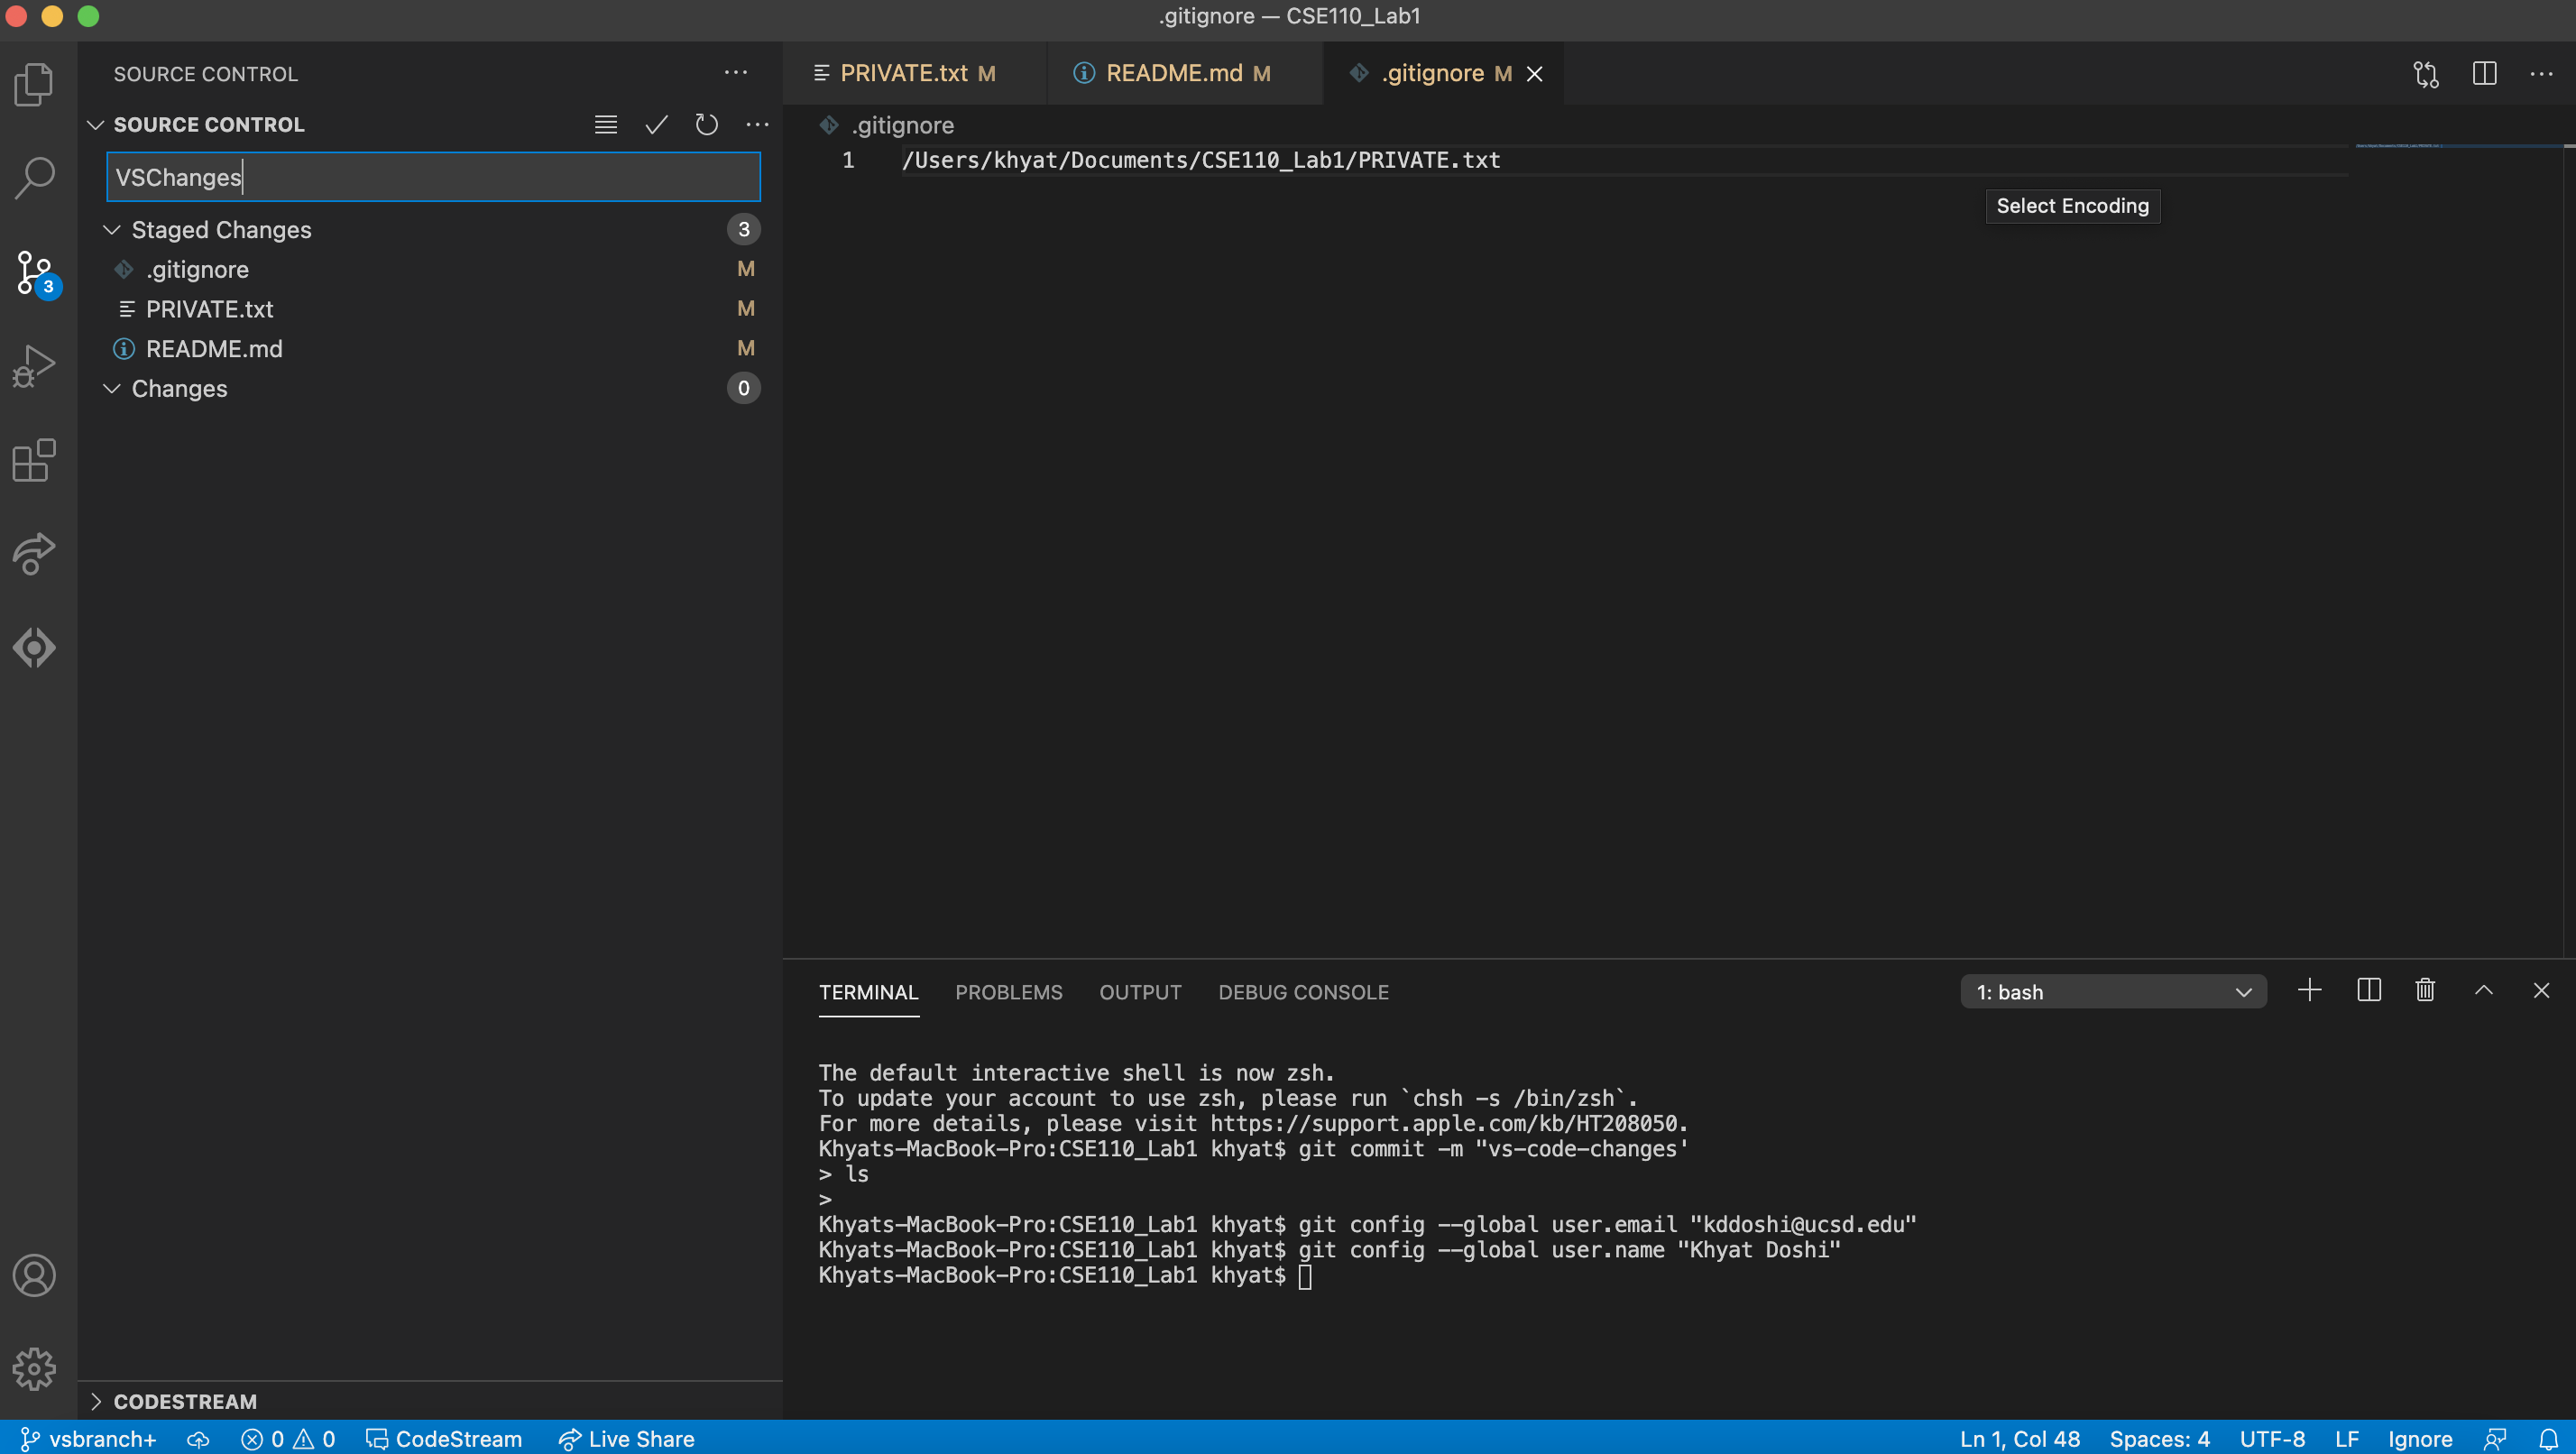 .gitignore — CSE110_Lab1
SOURCE CONTROL
SOURCE CONTROL
VSChanges
Staged Changes 3
.gitignore M
PRIVATE.txt M
README.md M
Changes 0
3
CODESTREAM
PRIVATE.txt M README.md M .gitignore M
.gitignore
1 /Users/khyat/Documents/CSE110_Lab1/PRIVATE.txt
Select Encoding
TERMINAL PROBLEMS OUTPUT DEBUG CONSOLE 1: bash
The default interactive shell is now zsh.
To update your account to use zsh, please run `chsh -s /bin/zsh`.
For more details, please visit https://support.apple.com/kb/HT208050.
Khyats-MacBook-Pro:CSE110_Lab1 khyat$ git commit -m "vs-code-changes'
> ls
>
Khyats-MacBook-Pro:CSE110_Lab1 khyat$ git config --global user.email "kddoshi@ucsd.edu"
Khyats-MacBook-Pro:CSE110_Lab1 khyat$ git config --global user.name "Khyat Doshi"
Khyats-MacBook-Pro:CSE110_Lab1 khyat$
vsbranch+ 0 0 CodeStream Live Share Ln 1, Col 48 Spaces: 4 UTF-8 LF Ignore